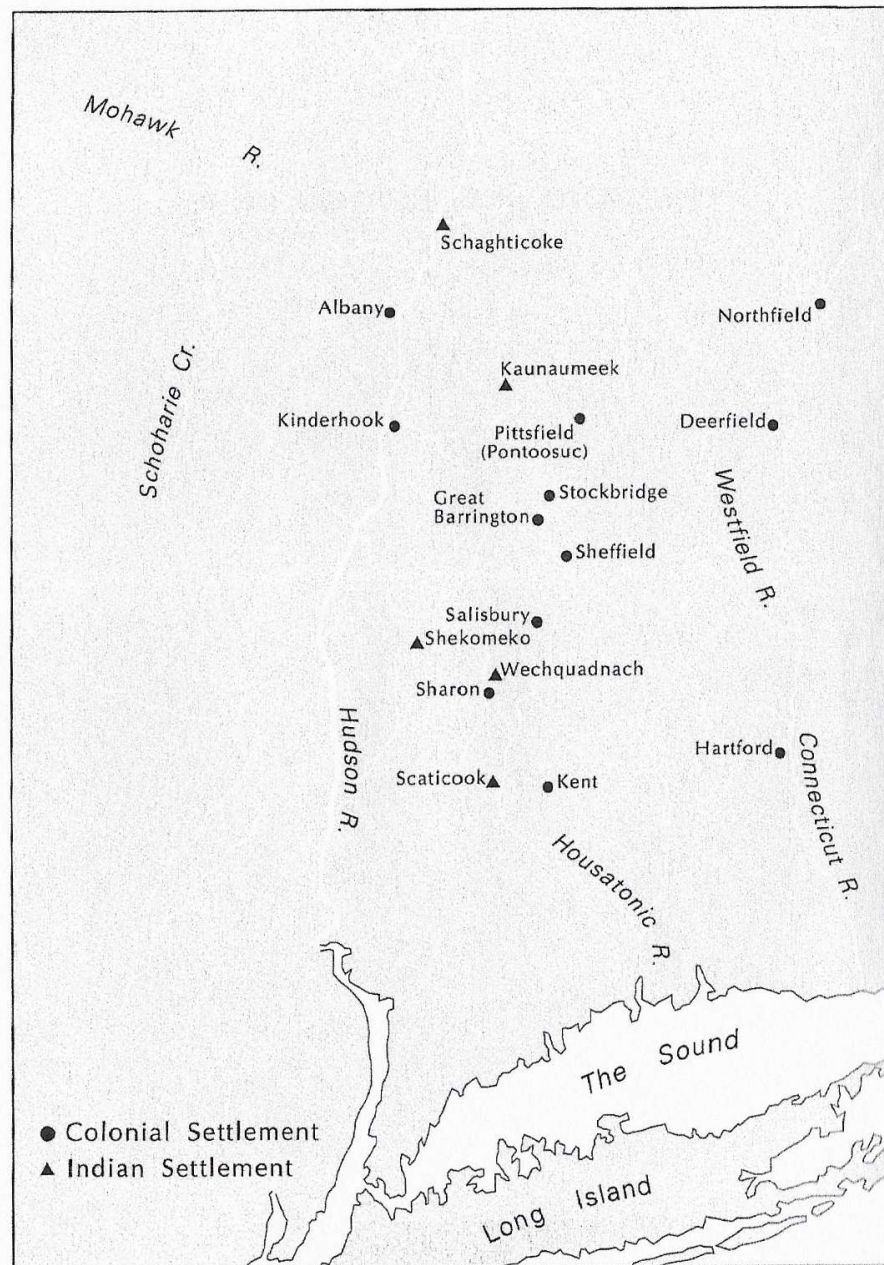 Mohawk R.
Schaghticoke
Albany
Northfield
Schoharie Cr.
Kaunaumeek
Kinderhook
Pittsfield
(Pontoosuc)
Deerfield
Westfield R.
Stockbridge
Great
Barrington
Sheffield
Salisbury
Shekomeko
Wechquadnach
Sharon
Hudson R.
Hartford
Connecticut R.
Scaticook
Kent
Housatonic R.
The Sound
Colonial Settlement
Indian Settlement
Long Island